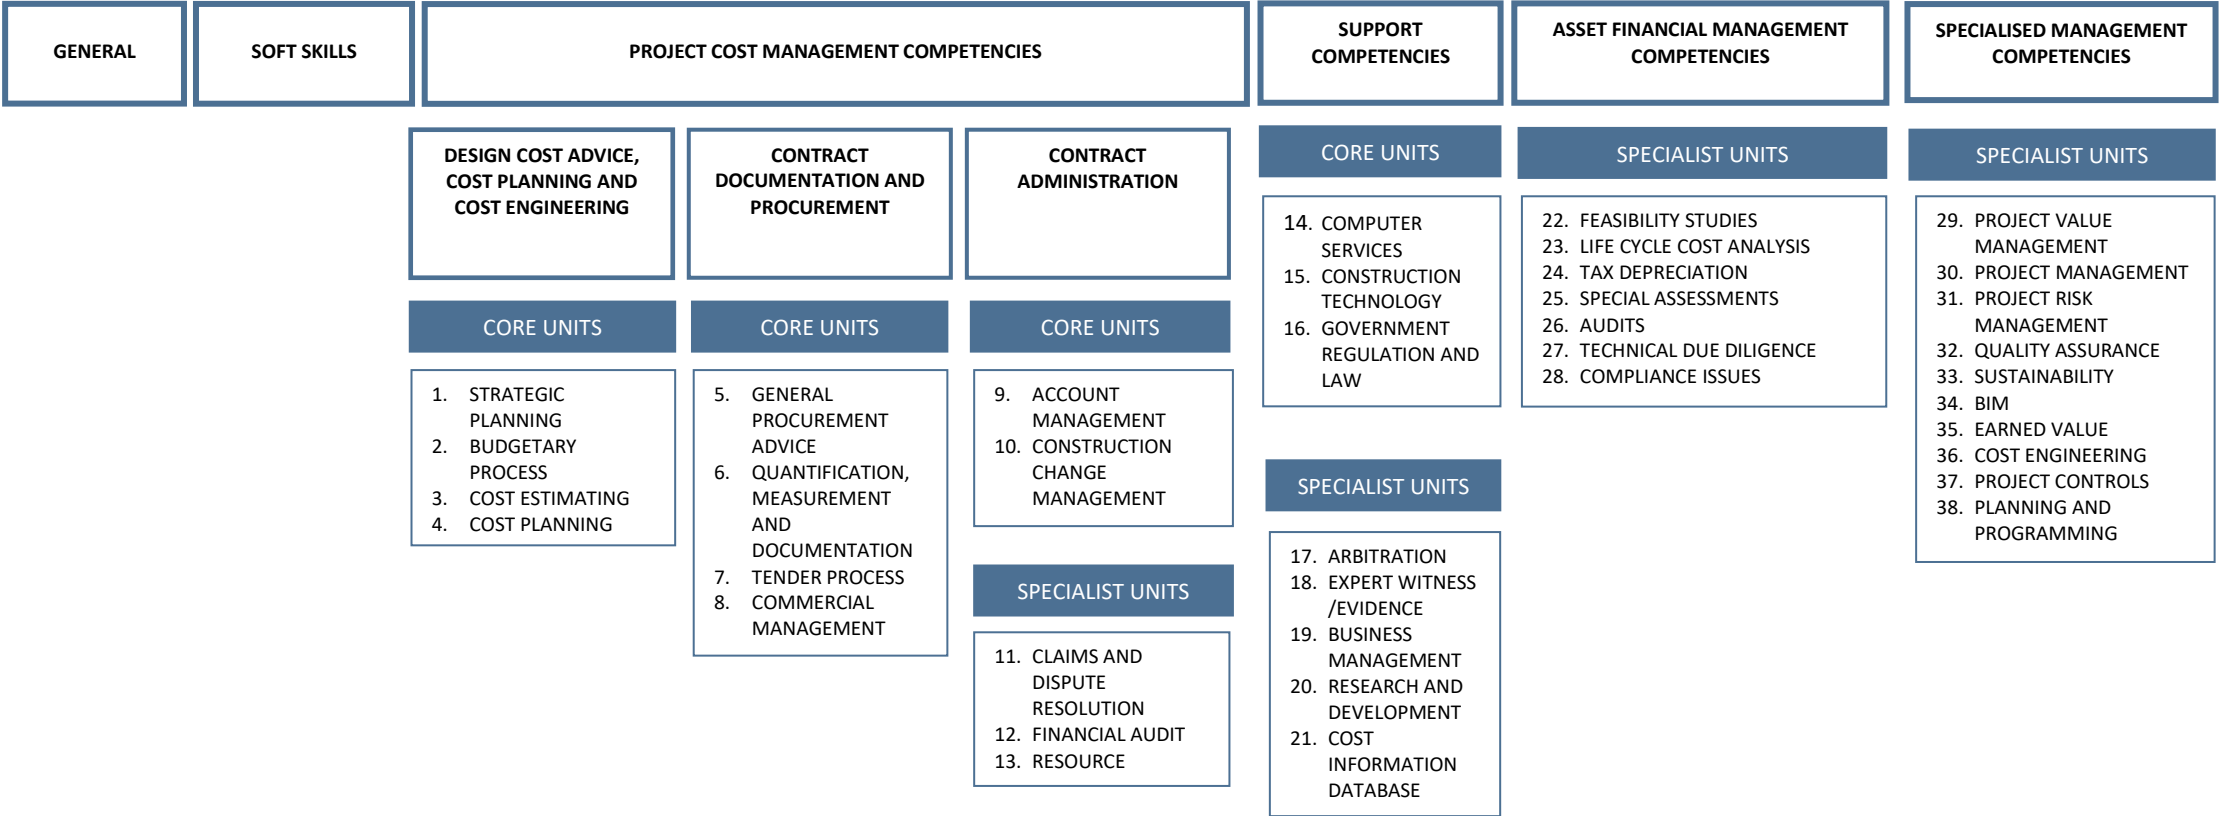 GENERAL
SOFT SKILLS
PROJECT COST MANAGEMENT COMPETENCIES
SUPPORT
COMPETENCIES
ASSET FINANCIAL MANAGEMENT
COMPETENCIES
SPECIALISED MANAGEMENT
COMPETENCIES
DESIGN COST ADVICE,
COST PLANNING AND
COST ENGINEERING
CORE UNITS
1. STRATEGIC
PLANNING
2. BUDGETARY
PROCESS
3. COST ESTIMATING
4. COST PLANNING
CONTRACT
DOCUMENTATION AND
PROCUREMENT
CORE UNITS
5. GENERAL
PROCUREMENT
ADVICE
6. QUANTIFICATION,
MEASUREMENT
AND
DOCUMENTATION
7. TENDER PROCESS
8. COMMERCIAL
MANAGEMENT
CONTRACT
ADMINISTRATION
CORE UNITS
9. ACCOUNT
MANAGEMENT
10. CONSTRUCTION
CHANGE
MANAGEMENT
SPECIALIST UNITS
11. CLAIMS AND
DISPUTE
RESOLUTION
12. FINANCIAL AUDIT
13. RESOURCE
CORE UNITS
14. COMPUTER
SERVICES
15. CONSTRUCTION
TECHNOLOGY
16. GOVERNMENT
REGULATION AND
LAW
SPECIALIST UNITS
17. ARBITRATION
18. EXPERT WITNESS
/EVIDENCE
19. BUSINESS
MANAGEMENT
20. RESEARCH AND
DEVELOPMENT
21. COST
INFORMATION
DATABASE
SPECIALIST UNITS
22. FEASIBILITY STUDIES
23. LIFE CYCLE COST ANALYSIS
24. TAX DEPRECIATION
25. SPECIAL ASSESSMENTS
26. AUDITS
27. TECHNICAL DUE DILIGENCE
28. COMPLIANCE ISSUES
SPECIALIST UNITS
29. PROJECT VALUE
MANAGEMENT
30. PROJECT MANAGEMENT
31. PROJECT RISK
MANAGEMENT
32. QUALITY ASSURANCE
33. SUSTAINABILITY
34. BIM
35. EARNED VALUE
36. COST ENGINEERING
37. PROJECT CONTROLS
38. PLANNING AND
PROGRAMMING